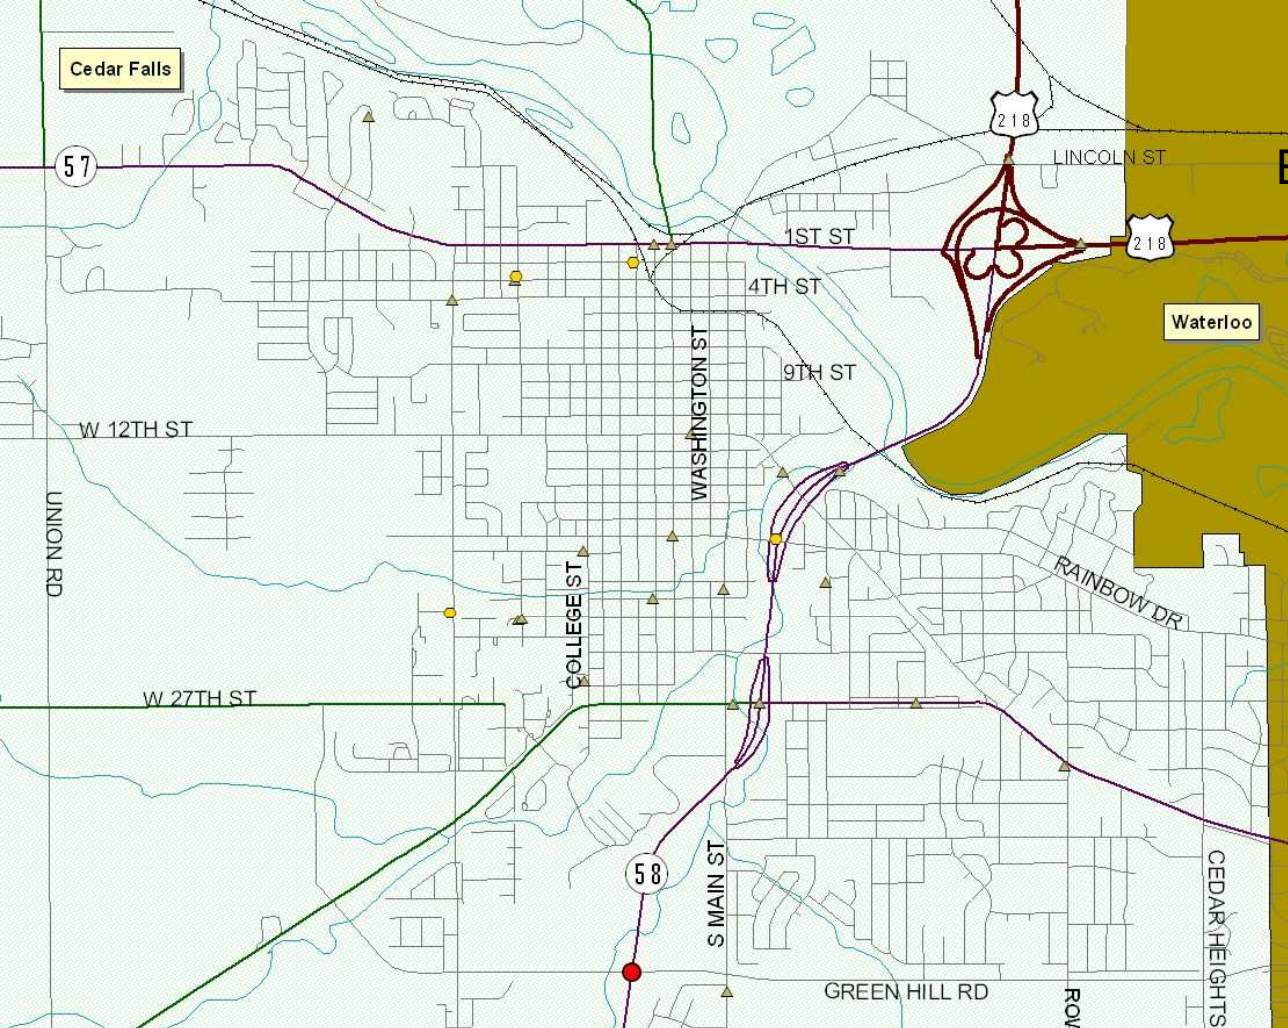 Cedar Falls
218
57
LINCOLN ST
1ST ST
218
4TH ST
Waterloo
WASHINGTON ST
9TH ST
W 12TH ST
UNION RD
RAINBOW DR
COLLEGE ST
W 27TH ST
58
S MAIN ST
CEDAR HEIGHTS
GREEN HILL RD